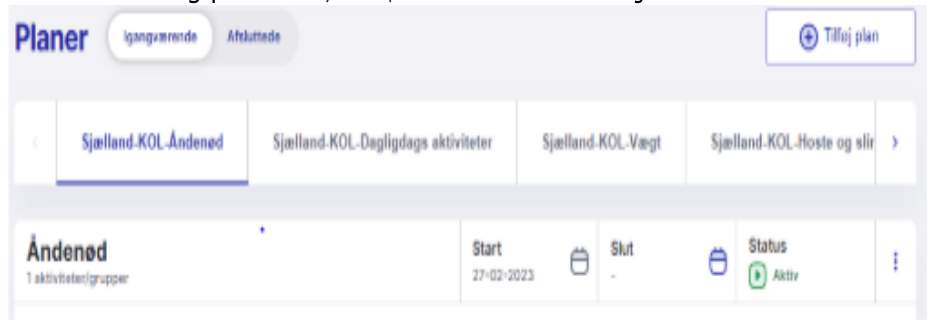 Planer Igangværende Afsluttede Tilføj plan
Sjælland-KOL-Åndenød Sjælland-KOL-Dagligdags aktiviteter Sjælland-KOL-Vægt Sjælland-KOL-Hoste og slir
Åndenød Start Slut Status
1 aktiviteter/grupper 27-02-2023 - Aktiv